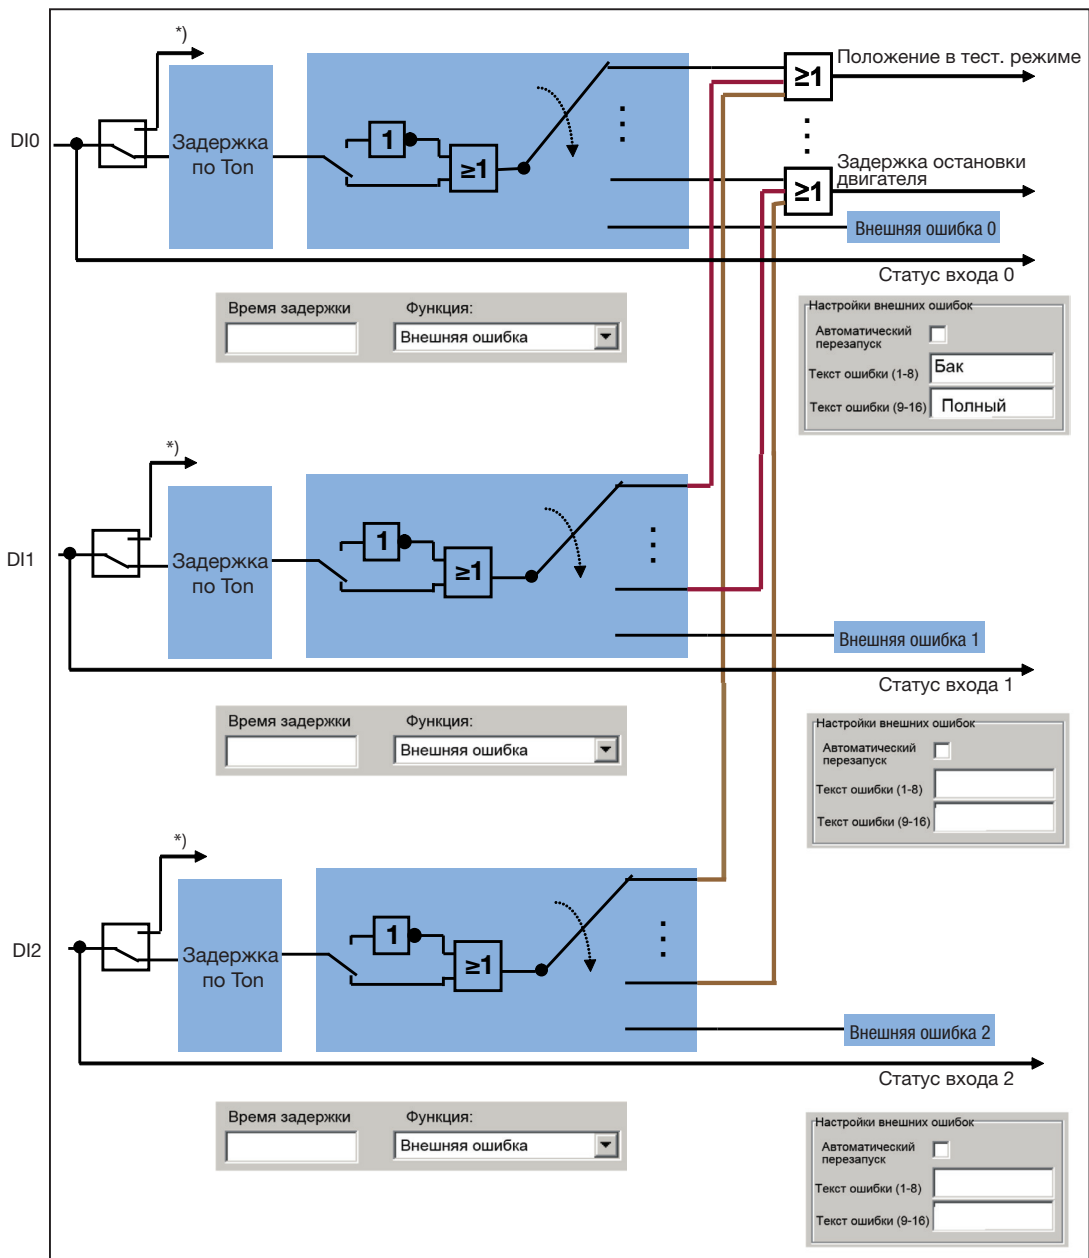 *)
Положение в тест. режиме
≥1
DI0
Задержка
по Ton
1
≥1
Задержка остановки
двигателя
≥1
Внешняя ошибка 0
Статус входа 0
Время задержки
Функция:
Внешняя ошибка
Настройки внешних ошибок
Автоматический
перезапуск
Текст ошибки (1-8)
Бак
Текст ошибки (9-16)
Полный
*)
DI1
Задержка
по Ton
1
≥1
Внешняя ошибка 1
Статус входа 1
Время задержки
Функция:
Внешняя ошибка
Настройки внешних ошибок
Автоматический
перезапуск
Текст ошибки (1-8)
Текст ошибки (9-16)
*)
DI2
Задержка
по Ton
1
≥1
Внешняя ошибка 2
Статус входа 2
Время задержки
Функция:
Внешняя ошибка
Настройки внешних ошибок
Автоматический
перезапуск
Текст ошибки (1-8)
Текст ошибки (9-16)